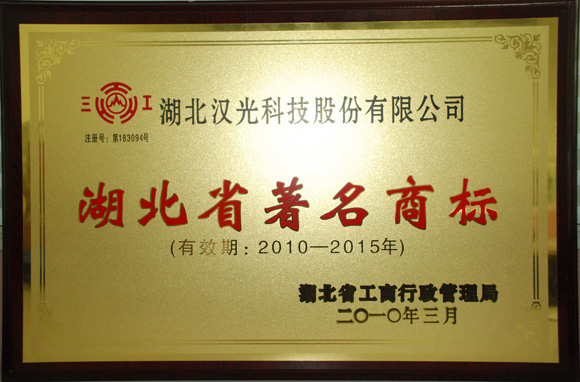 三 工 湖北汉光科技股份有限公司
注册号：第183094号
湖北省著名商标
(有效期：2010—2015年)
湖北省工商行政管理局
二〇一〇年三月